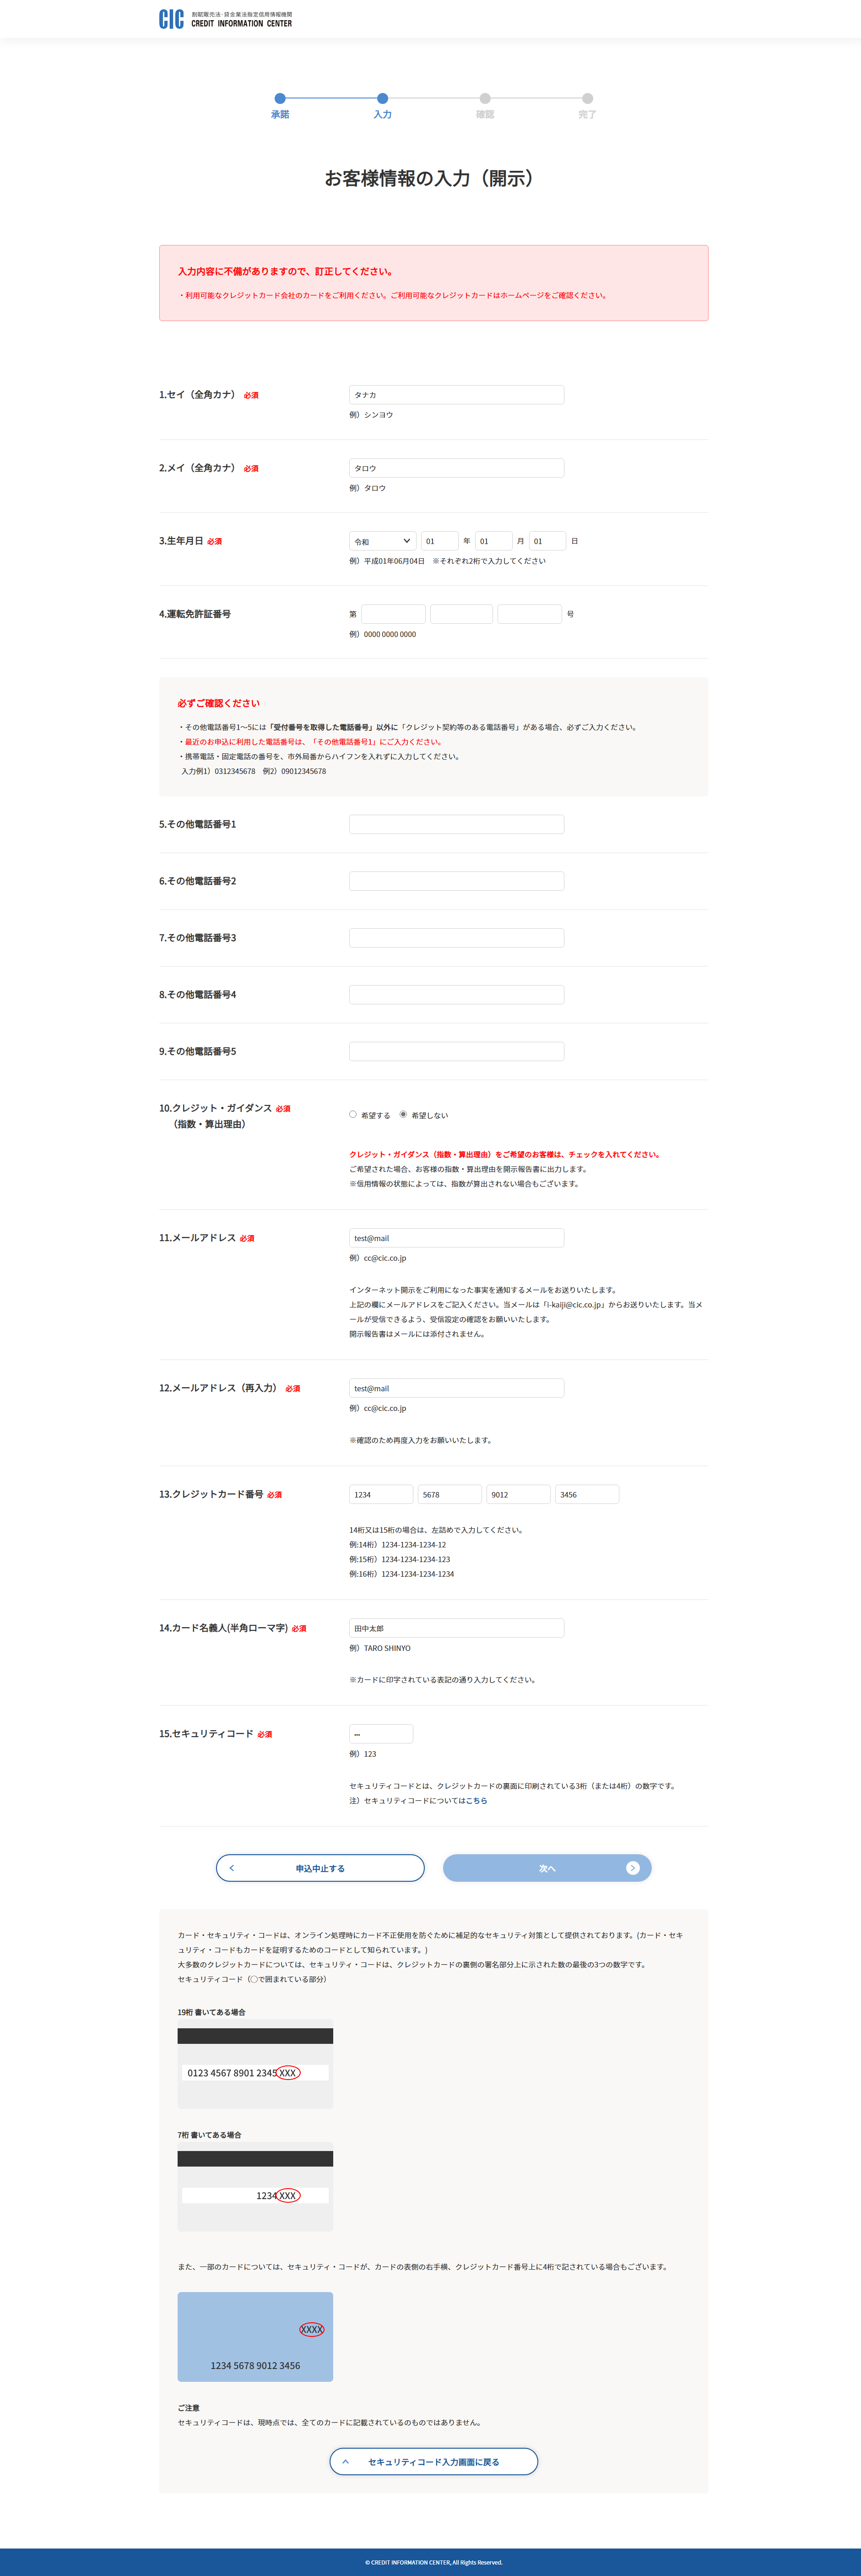 CIC 割賦販売法・貸金業法指定信用情報機関
CREDIT INFORMATION CENTER
承諾 入力 確認 完了
お客様情報の入力（開示）
入力内容に不備がありますので、訂正してください。
・利用可能なクレジットカード会社のカードをご利用ください。ご利用可能なクレジットカードはホームページをご確認ください。
1.セイ（全角カナ） 必須 タナカ
例）シンヨウ
2.メイ（全角カナ） 必須 タロウ
例）タロウ
3.生年月日 必須 令和 01 年 01 月 01 日
例）平成01年06月04日　※それぞれ2桁で入力してください
4.運転免許証番号 第 号
例）0000 0000 0000
必ずご確認ください
・その他電話番号1～5には「受付番号を取得した電話番号」以外に「クレジット契約等のある電話番号」がある場合、必ずご入力ください。
・最近のお申込に利用した電話番号は、「その他電話番号1」にご入力ください。
・携帯電話・固定電話の番号を、市外局番からハイフンを入れずに入力してください。
入力例1）0312345678　例2）09012345678
5.その他電話番号1
6.その他電話番号2
7.その他電話番号3
8.その他電話番号4
9.その他電話番号5
10.クレジット・ガイダンス 必須
（指数・算出理由）
希望する 希望しない
クレジット・ガイダンス（指数・算出理由）をご希望のお客様は、チェックを入れてください。
ご希望された場合、お客様の指数・算出理由を開示報告書に出力します。
※信用情報の状態によっては、指数が算出されない場合もございます。
11.メールアドレス 必須 test@mail
例）cc@cic.co.jp
インターネット開示をご利用になった事実を通知するメールをお送りいたします。
上記の欄にメールアドレスをご記入ください。当メールは「i-kaiji@cic.co.jp」からお送りいたします。当メ
ールが受信できるよう、受信設定の確認をお願いいたします。
開示報告書はメールには添付されません。
12.メールアドレス（再入力） 必須 test@mail
例）cc@cic.co.jp
※確認のため再度入力をお願いいたします。
13.クレジットカード番号 必須 1234 5678 9012 3456
14桁又は15桁の場合は、左詰めで入力してください。
例:14桁）1234-1234-1234-12
例:15桁）1234-1234-1234-123
例:16桁）1234-1234-1234-1234
14.カード名義人(半角ローマ字) 必須 田中太郎
例）TARO SHINYO
※カードに印字されている表記の通り入力してください。
15.セキュリティコード 必須 •••
例）123
セキュリティコードとは、クレジットカードの裏面に印刷されている3桁（または4桁）の数字です。
注）セキュリティコードについてはこちら
申込中止する 次へ
カード・セキュリティ・コードは、オンライン処理時にカード不正使用を防ぐために補足的なセキュリティ対策として提供されております。(カード・セキ
ュリティ・コードもカードを証明するためのコードとして知られています。)
大多数のクレジットカードについては、セキュリティ・コードは、クレジットカードの裏側の署名部分上に示された数の最後の3つの数字です。
セキュリティコード（○で囲まれている部分）
19桁 書いてある場合
0123 4567 8901 2345 XXX
7桁 書いてある場合
1234 XXX
また、一部のカードについては、セキュリティ・コードが、カードの表側の右手横、クレジットカード番号上に4桁で記されている場合もございます。
XXXX
1234 5678 9012 3456
ご注意
セキュリティコードは、現時点では、全てのカードに記載されているのものではありません。
セキュリティコード入力画面に戻る
© CREDIT INFORMATION CENTER, All Rights Reserved.